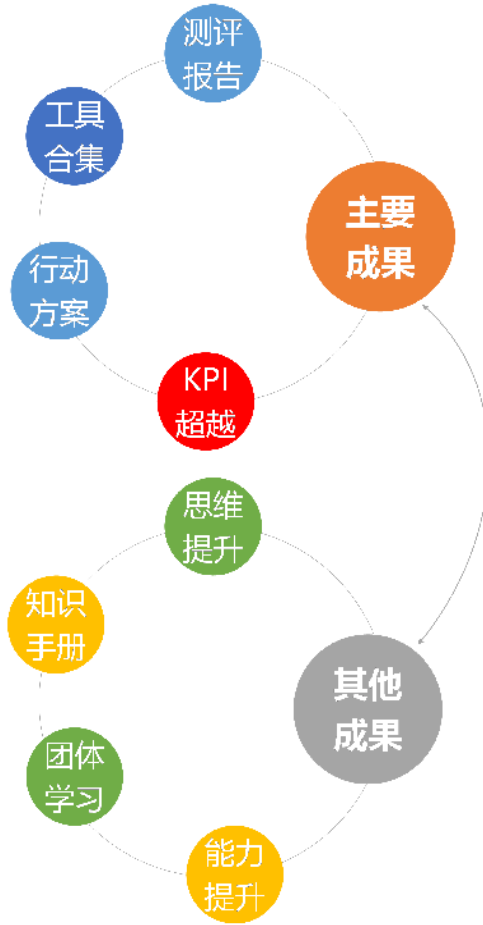 测评
报告
工具
合集
主要
成果
行动
方案
KPI
超越
思维
提升
知识
手册
其他
成果
团体
学习
能力
提升